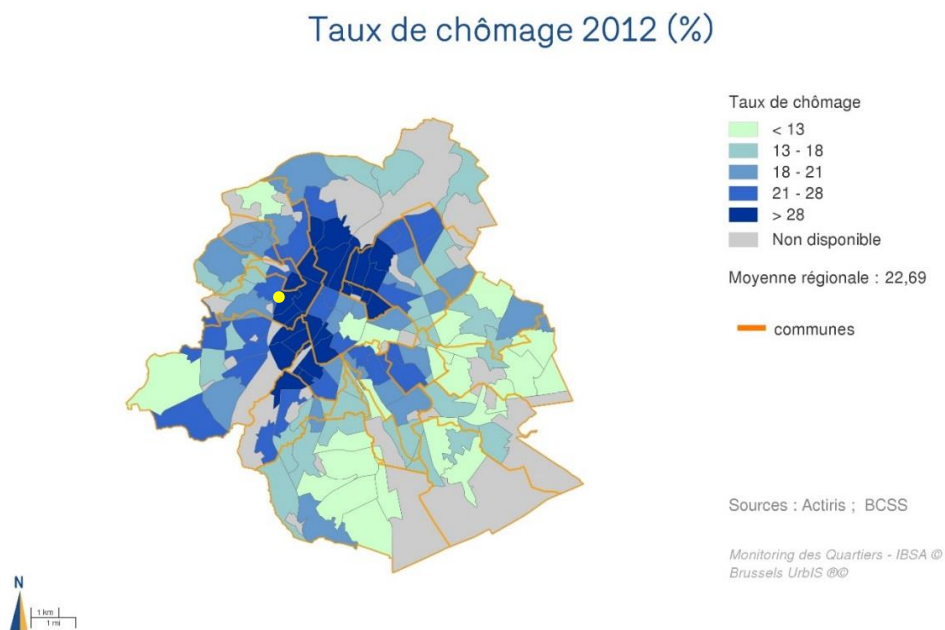 Taux de chômage 2012 (%)
Taux de chômage
< 13
13 - 18
18 - 21
21 - 28
> 28
Non disponible
Moyenne régionale : 22,69
communes
Sources : Actiris ; BCSS
Monitoring des Quartiers - IBSA ©
Brussels UrbIS ®©
N
1 km
1 mi